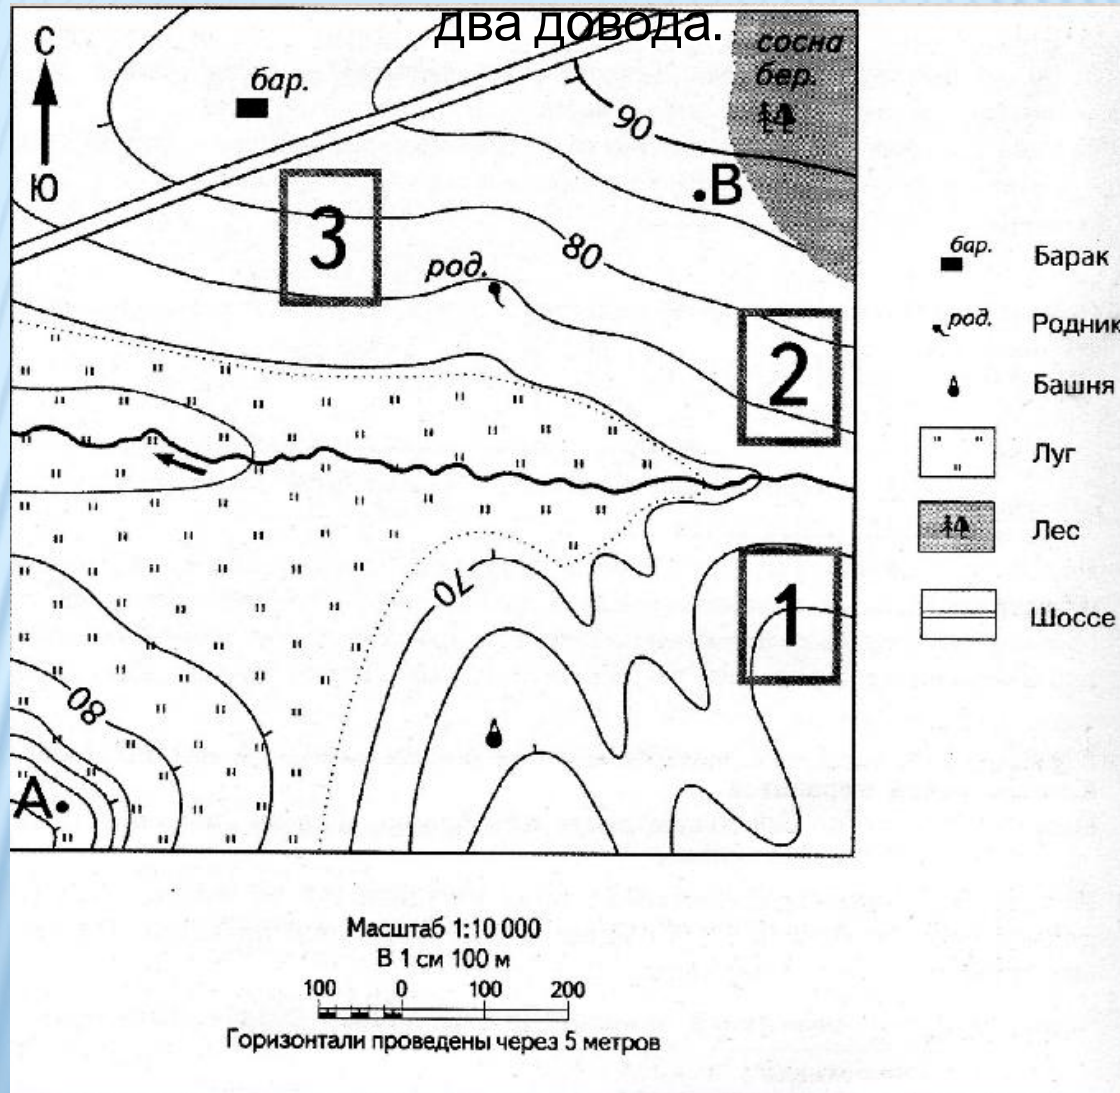 два довода.
С
Ю
бар.
сосна
бер.
90
В
3
род.
80
2
70
1
80
А
бар. Барак
род. Родник
Башня
Луг
Лес
Шоссе
Масштаб 1:10 000
В 1 см 100 м
100 0 100 200
Горизонтали проведены через 5 метров